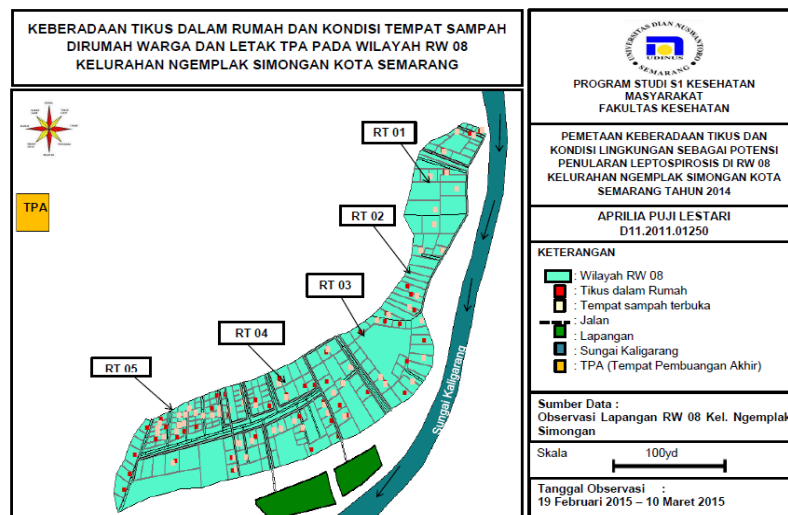 KEBERADAAN TIKUS DALAM RUMAH DAN KONDISI TEMPAT SAMPAH
DIRUMAH WARGA DAN LETAK TPA PADA WILAYAH RW 08
KELURAHAN NGEMPLAK SIMONGAN KOTA SEMARANG
TPA
RT 01
RT 02
RT 03
RT 04
RT 05
Sungai Kaligarang
UNIVERSITAS DIAN NUSWANTORO
UDINUS
SEMARANG
PROGRAM STUDI S1 KESEHATAN
MASYARAKAT
FAKULTAS KESEHATAN
PEMETAAN KEBERADAAN TIKUS DAN
KONDISI LINGKUNGAN SEBAGAI POTENSI
PENULARAN LEPTOSPIROSIS DI RW 08
KELURAHAN NGEMPLAK SIMONGAN KOTA
SEMARANG TAHUN 2014
APRILIA PUJI LESTARI
D11.2011.01250
KETERANGAN
: Wilayah RW 08
: Tikus dalam Rumah
: Tempat sampah terbuka
: Jalan
: Lapangan
: Sungai Kaligarang
: TPA (Tempat Pembuangan Akhir)
Sumber Data :
Observasi Lapangan RW 08 Kel. Ngemplak
Simongan
Skala 100yd
Tanggal Observasi :
19 Februari 2015 – 10 Maret 2015